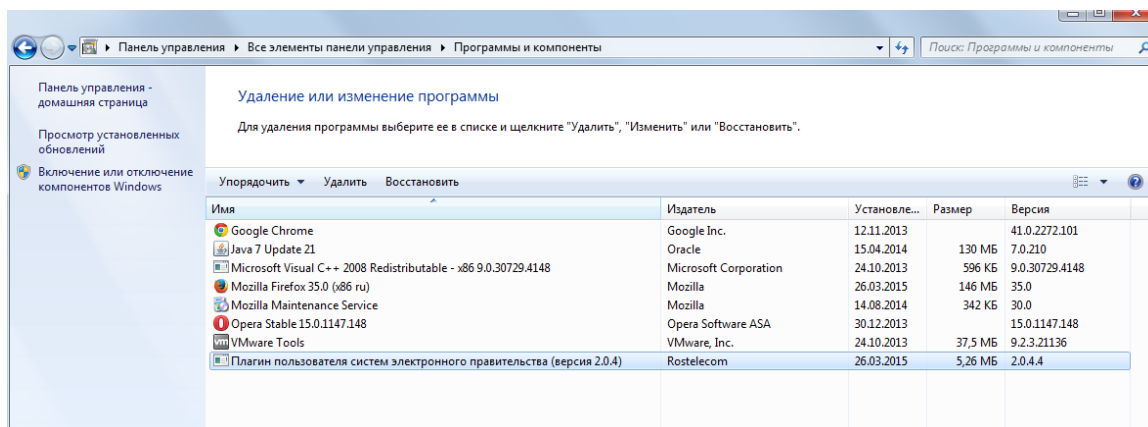 Панель управления ▸ Все элементы панели управления ▸ Программы и компоненты
Поиск: Программы и компоненты
Панель управления -
домашняя страница
Просмотр установленных
обновлений
Включение или отключение
компонентов Windows
Удаление или изменение программы
Для удаления программы выберите ее в списке и щелкните "Удалить", "Изменить" или "Восстановить".
Упорядочить Удалить Восстановить
Имя Издатель Установле... Размер Версия
Google Chrome Google Inc. 12.11.2013 41.0.2272.101
Java 7 Update 21 Oracle 15.04.2014 130 МБ 7.0.210
Microsoft Visual C++ 2008 Redistributable - x86 9.0.30729.4148 Microsoft Corporation 24.10.2013 596 КБ 9.0.30729.4148
Mozilla Firefox 35.0 (x86 ru) Mozilla 26.03.2015 146 МБ 35.0
Mozilla Maintenance Service Mozilla 14.08.2014 342 КБ 30.0
Opera Stable 15.0.1147.148 Opera Software ASA 30.12.2013 15.0.1147.148
VMware Tools VMware, Inc. 24.10.2013 37,5 МБ 9.2.3.21136
Плагин пользователя систем электронного правительства (версия 2.0.4) Rostelecom 26.03.2015 5,26 МБ 2.0.4.4